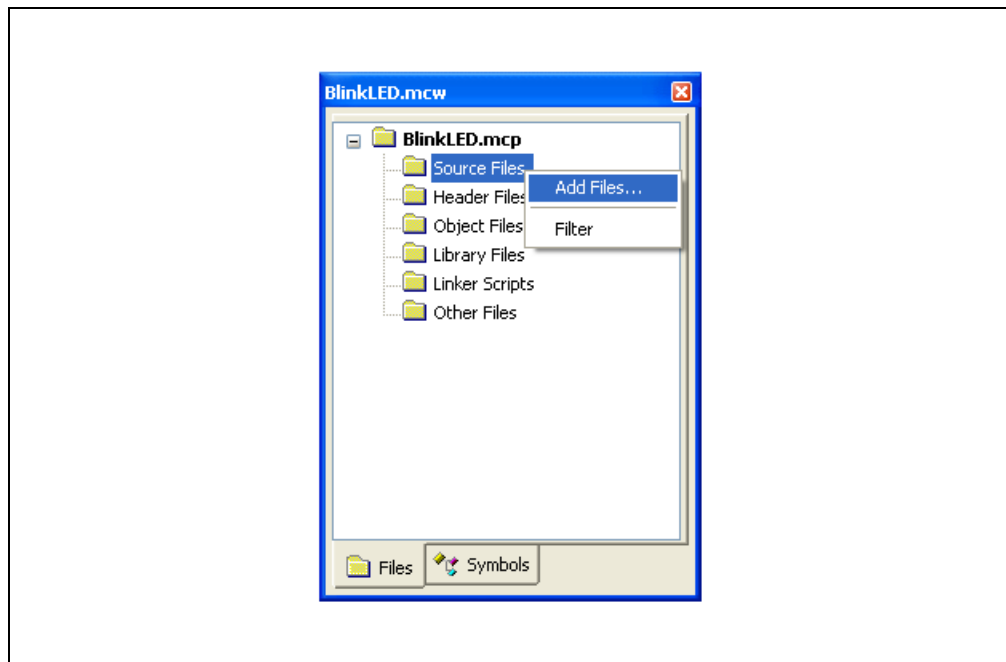 BlinkLED.mcw
BlinkLED.mcp
Source Files
Add Files...
Header Files
Filter
Object Files
Library Files
Linker Scripts
Other Files
Files
Symbols